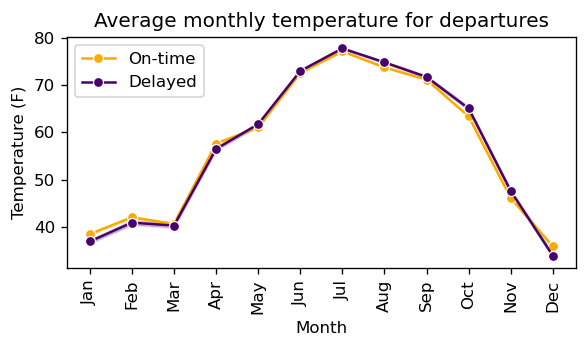 Average monthly temperature for departures
On-time
Delayed
Temperature (F)
80
70
60
50
40
Jan
Feb
Mar
Apr
May
Jun
Jul
Aug
Sep
Oct
Nov
Dec
Month